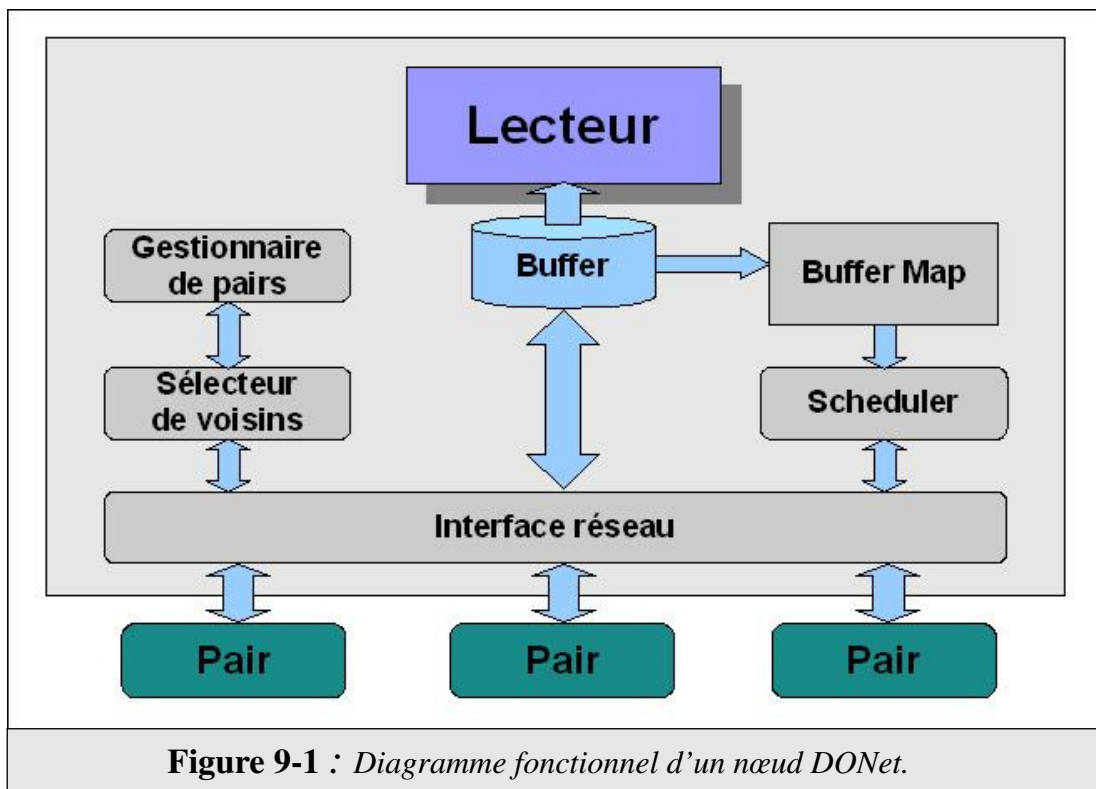 Lecteur
Gestionnaire
de pairs
Buffer
Buffer Map
Sélecteur
de voisins
Scheduler
Interface réseau
Pair
Pair
Pair
Figure 9-1 : Diagramme fonctionnel d'un nœud DONet.